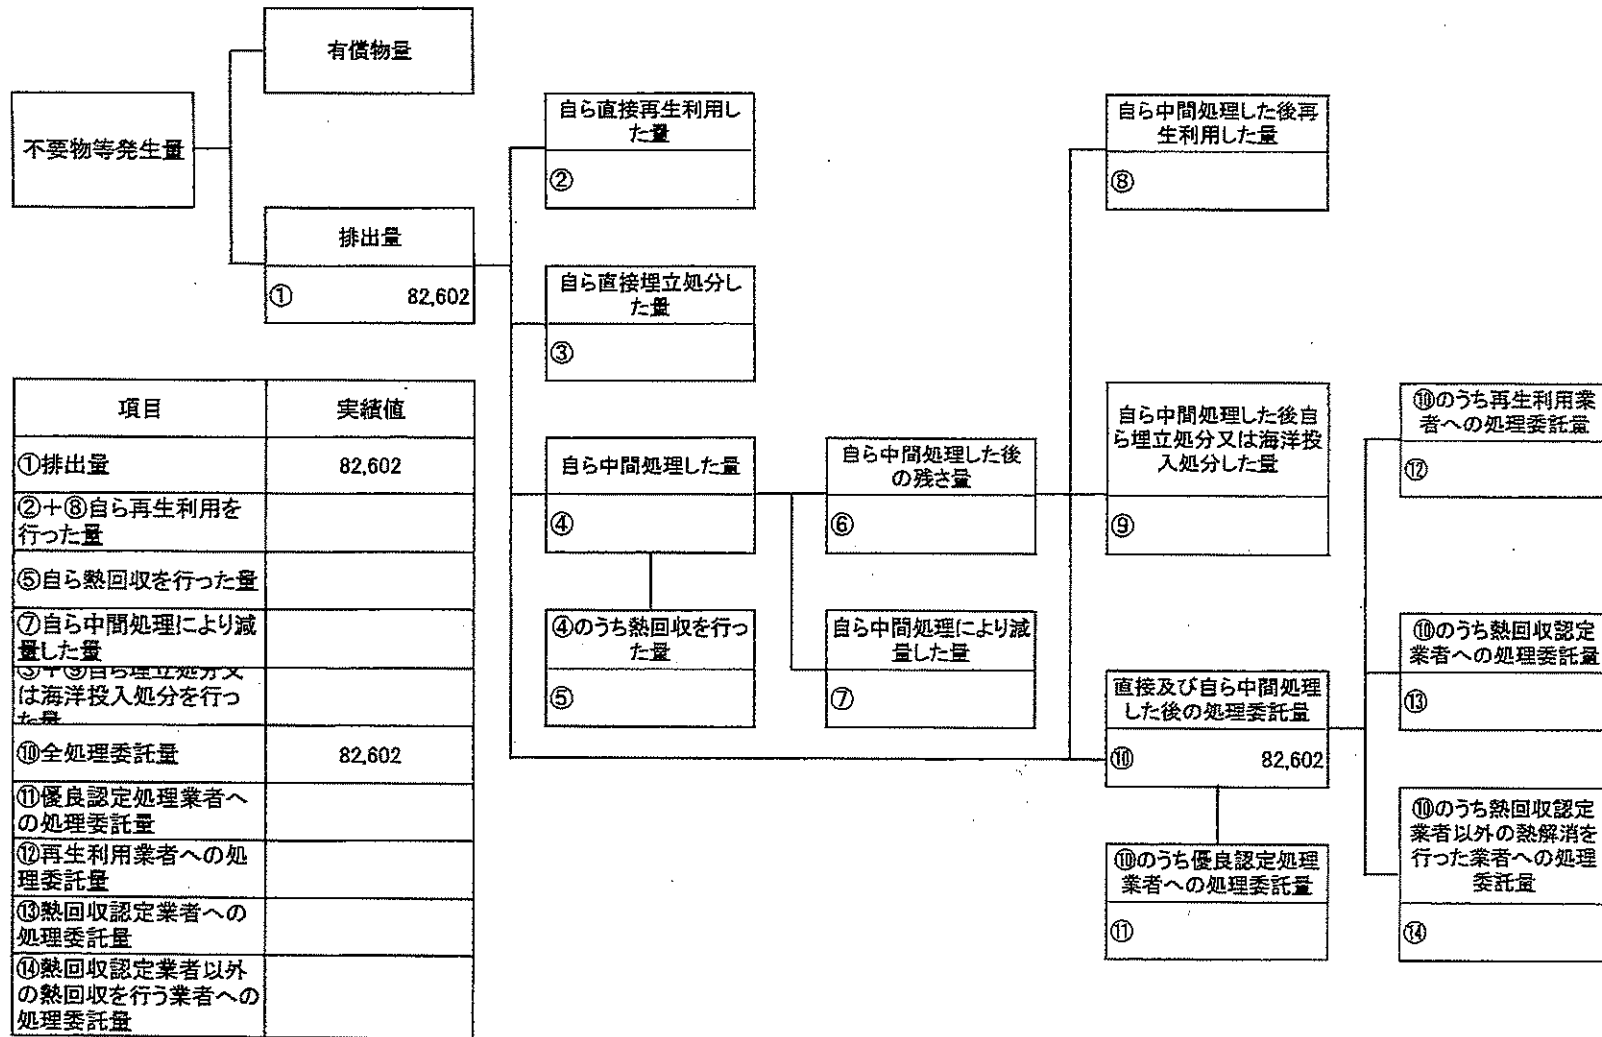 有償物量
不要物等発生量
排出量
① 82,602
自ら直接再生利用し
た量
②
自ら直接埋立処分し
た量
③
自ら中間処理した量
④
④のうち熱回収を行っ
た量
⑤
自ら中間処理した後
の残さ量
⑥
自ら中間処理により減
量した量
⑦
自ら中間処理した後再
生利用した量
⑧
自ら中間処理した後自
ら埋立処分又は海洋投
入処分した量
⑨
直接及び自ら中間処理
した後の処理委託量
⑩ 82,602
⑩のうち優良認定処理
業者への処理委託量
⑪
⑩のうち再生利用業
者への処理委託量
⑫
⑩のうち熱回収認定
業者への処理委託量
⑬
⑩のうち熱回収認定
業者以外の熱解消を
行った業者への処理
委託量
⑭
項目 実績値
①排出量 82,602
②+⑧自ら再生利用を
行った量
⑤自ら熱回収を行った量
⑦自ら中間処理により減
量した量
③+⑨自ら埋立処分又
は海洋投入処分を行っ
た量
⑩全処理委託量 82,602
⑪優良認定処理業者へ
の処理委託量
⑫再生利用業者への処
理委託量
⑬熱回収認定業者への
処理委託量
⑭熱回収認定業者以外
の熱回収を行う業者への
処理委託量